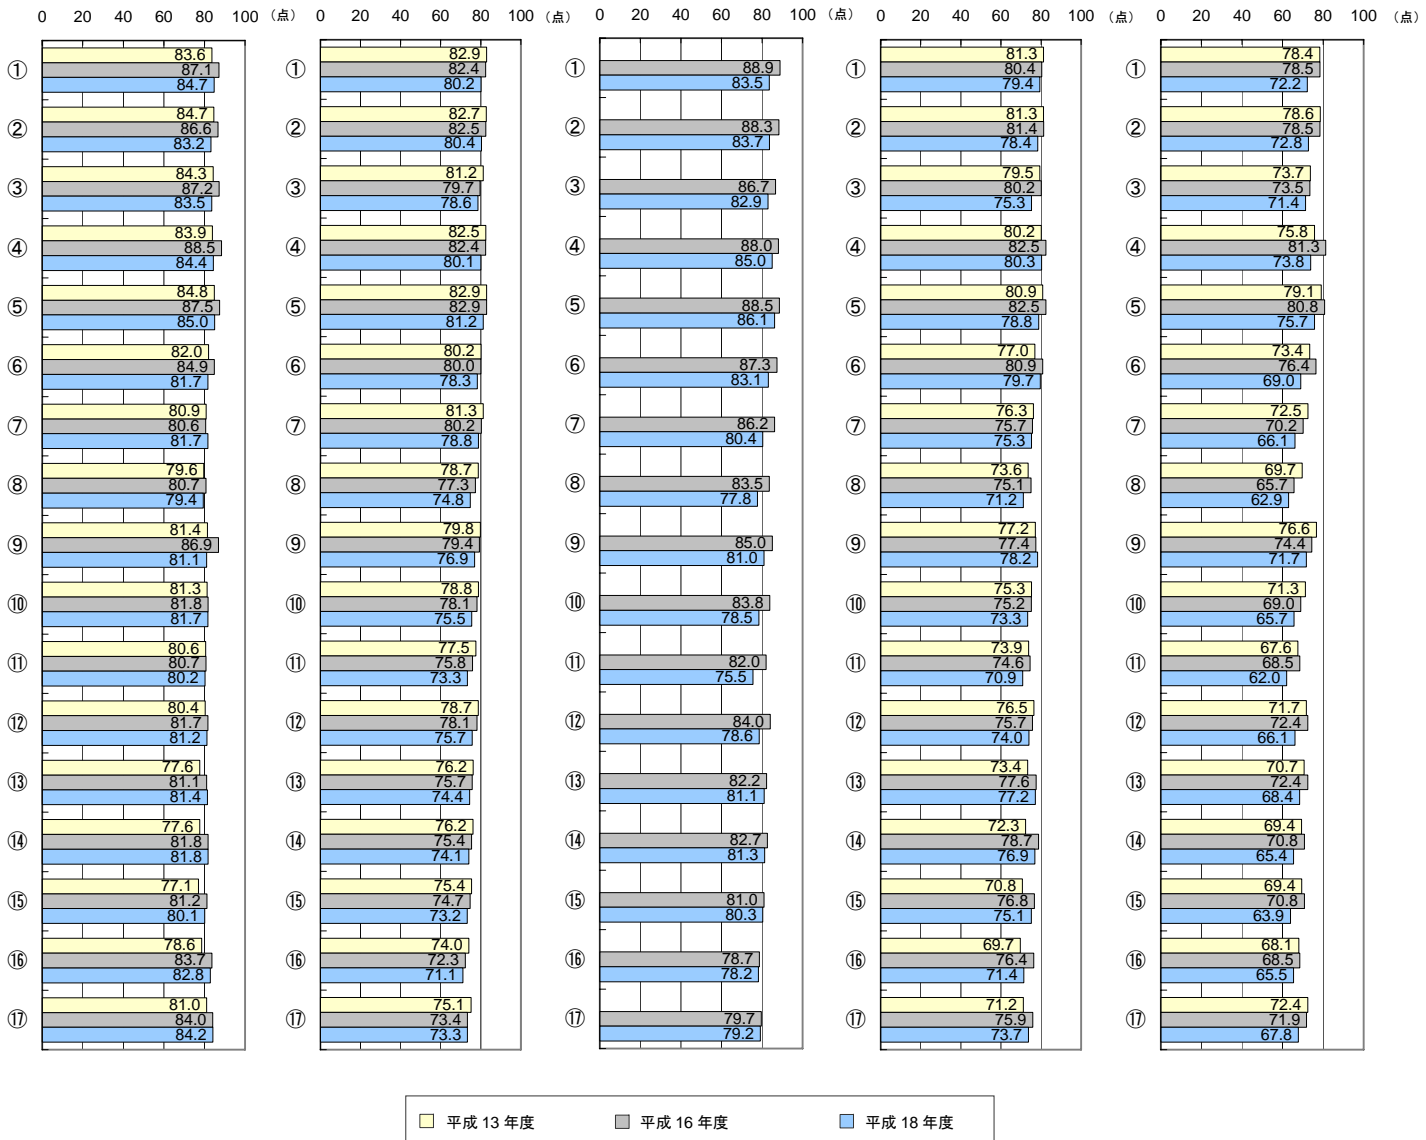 0 20 40 60 80 100 （点）
① 83.6 87.1 84.7
② 84.7 86.6 83.2
③ 84.3 87.2 83.5
④ 83.9 88.5 84.4
⑤ 84.8 87.5 85.0
⑥ 82.0 84.9 81.7
⑦ 80.9 80.6 81.7
⑧ 79.6 80.7 79.4
⑨ 81.4 86.9 81.1
⑩ 81.3 81.8 81.7
⑪ 80.6 80.7 80.2
⑫ 80.4 81.7 81.2
⑬ 77.6 81.1 81.4
⑭ 77.6 81.8 81.8
⑮ 77.1 81.2 80.1
⑯ 78.6 83.7 82.8
⑰ 81.0 84.0 84.2
0 20 40 60 80 100 （点）
① 82.9 82.4 80.2
② 82.7 82.5 80.4
③ 81.2 79.7 78.6
④ 82.5 82.4 80.1
⑤ 82.9 82.9 81.2
⑥ 80.2 80.0 78.3
⑦ 81.3 80.2 78.8
⑧ 78.7 77.3 74.8
⑨ 79.8 79.4 76.9
⑩ 78.8 78.1 75.5
⑪ 77.5 75.8 73.3
⑫ 78.7 78.1 75.7
⑬ 76.2 75.7 74.4
⑭ 76.2 75.4 74.1
⑮ 75.4 74.7 73.2
⑯ 74.0 72.3 71.1
⑰ 75.1 73.4 73.3
0 20 40 60 80 100 （点）
① 88.9 83.5
② 88.3 83.7
③ 86.7 82.9
④ 88.0 85.0
⑤ 88.5 86.1
⑥ 87.3 83.1
⑦ 86.2 80.4
⑧ 83.5 77.8
⑨ 85.0 81.0
⑩ 83.8 78.5
⑪ 82.0 75.5
⑫ 84.0 78.6
⑬ 82.2 81.1
⑭ 82.7 81.3
⑮ 81.0 80.3
⑯ 78.7 78.2
⑰ 79.7 79.2
0 20 40 60 80 100 （点）
① 81.3 80.4 79.4
② 81.3 81.4 78.4
③ 79.5 80.2 75.3
④ 80.2 82.5 80.3
⑤ 80.9 82.5 78.8
⑥ 77.0 80.9 79.7
⑦ 76.3 75.7 75.3
⑧ 73.6 75.1 71.2
⑨ 77.2 77.4 78.2
⑩ 75.3 75.2 73.3
⑪ 73.9 74.6 70.9
⑫ 76.5 75.7 74.0
⑬ 73.4 77.6 77.2
⑭ 72.3 78.7 76.9
⑮ 70.8 76.8 75.1
⑯ 69.7 76.4 71.4
⑰ 71.2 75.9 73.7
0 20 40 60 80 100 （点）
① 78.4 78.5 72.2
② 78.6 78.5 72.8
③ 73.7 73.5 71.4
④ 75.8 81.3 73.8
⑤ 79.1 80.8 75.7
⑥ 73.4 76.4 69.0
⑦ 72.5 70.2 66.1
⑧ 69.7 65.7 62.9
⑨ 76.6 74.4 71.7
⑩ 71.3 69.0 65.7
⑪ 67.6 68.5 62.0
⑫ 71.7 72.4 66.1
⑬ 70.7 72.4 68.4
⑭ 69.4 70.8 65.4
⑮ 69.4 70.8 63.9
⑯ 68.1 68.5 65.5
⑰ 72.4 71.9 67.8
平成 13 年度 平成 16 年度 平成 18 年度